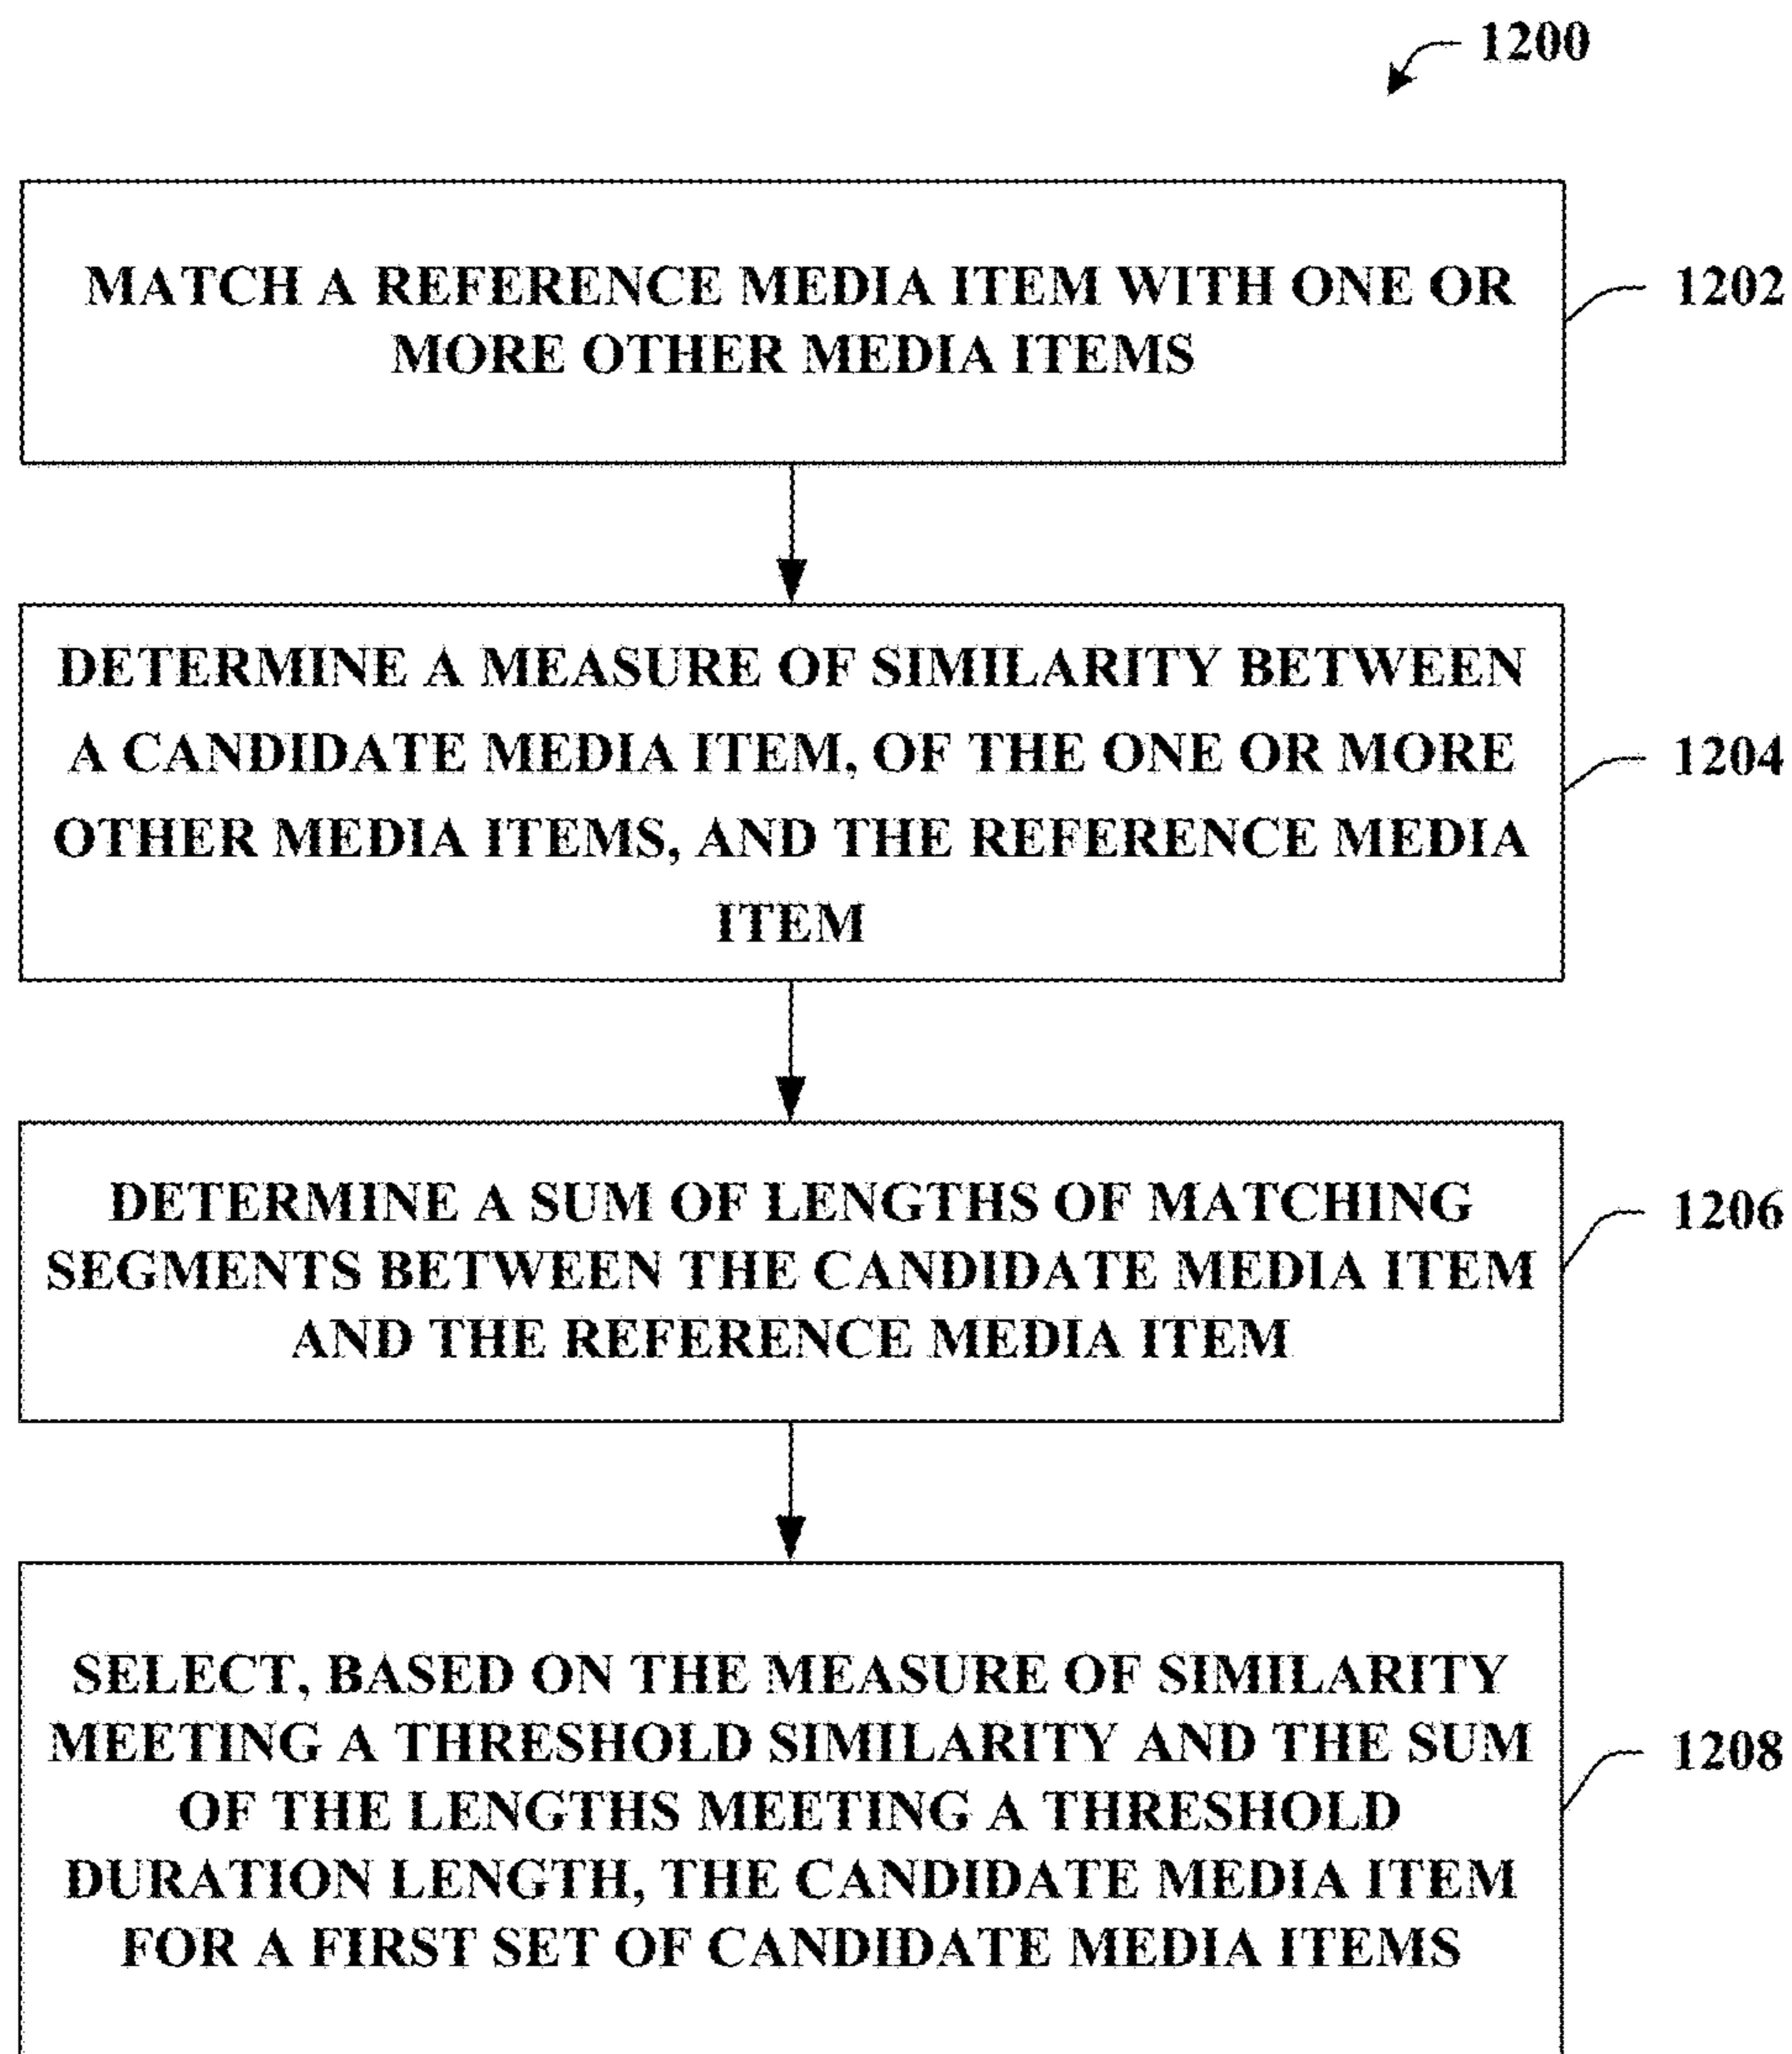 1200
MATCH A REFERENCE MEDIA ITEM WITH ONE OR
MORE OTHER MEDIA ITEMS
1202
DETERMINE A MEASURE OF SIMILARITY BETWEEN
A CANDIDATE MEDIA ITEM, OF THE ONE OR MORE
OTHER MEDIA ITEMS, AND THE REFERENCE MEDIA
ITEM
1204
DETERMINE A SUM OF LENGTHS OF MATCHING
SEGMENTS BETWEEN THE CANDIDATE MEDIA ITEM
AND THE REFERENCE MEDIA ITEM
1206
SELECT, BASED ON THE MEASURE OF SIMILARITY
MEETING A THRESHOLD SIMILARITY AND THE SUM
OF THE LENGTHS MEETING A THRESHOLD
DURATION LENGTH, THE CANDIDATE MEDIA ITEM
FOR A FIRST SET OF CANDIDATE MEDIA ITEMS
1208